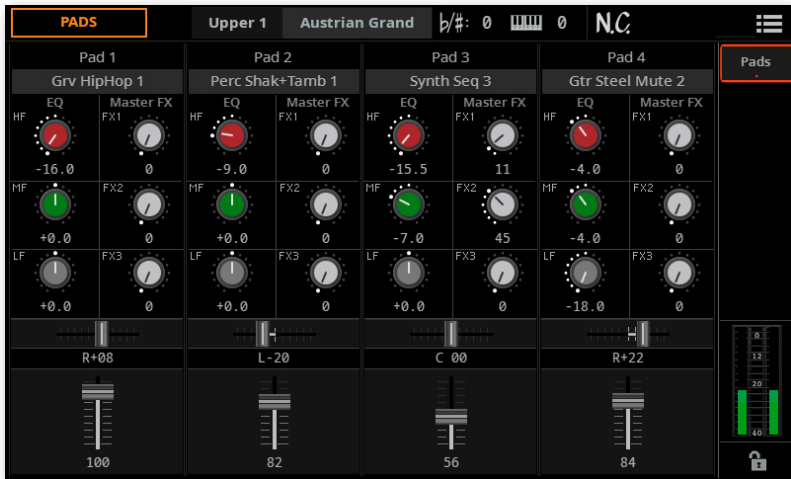 PADS Upper 1 Austrian Grand ♭/#: 0 0 N.C.
Pad 1 Pad 2 Pad 3 Pad 4 Pads
Grv HipHop 1 Perc Shak+Tamb 1 Synth Seq 3 Gtr Steel Mute 2
EQ Master FX EQ Master FX EQ Master FX EQ Master FX
HF FX1 HF FX1 HF FX1 HF FX1
-16.0 0 -9.0 0 -15.5 11 -4.0 0
MF FX2 MF FX2 MF FX2 MF FX2
+0.0 0 +0.0 0 -7.0 45 -4.0 0
LF FX3 LF FX3 LF FX3 LF FX3
+0.0 0 +0.0 0 +0.0 0 -18.0 0
R+08 L-20 C 00 R+22
100 82 56 84
0
12
20
40